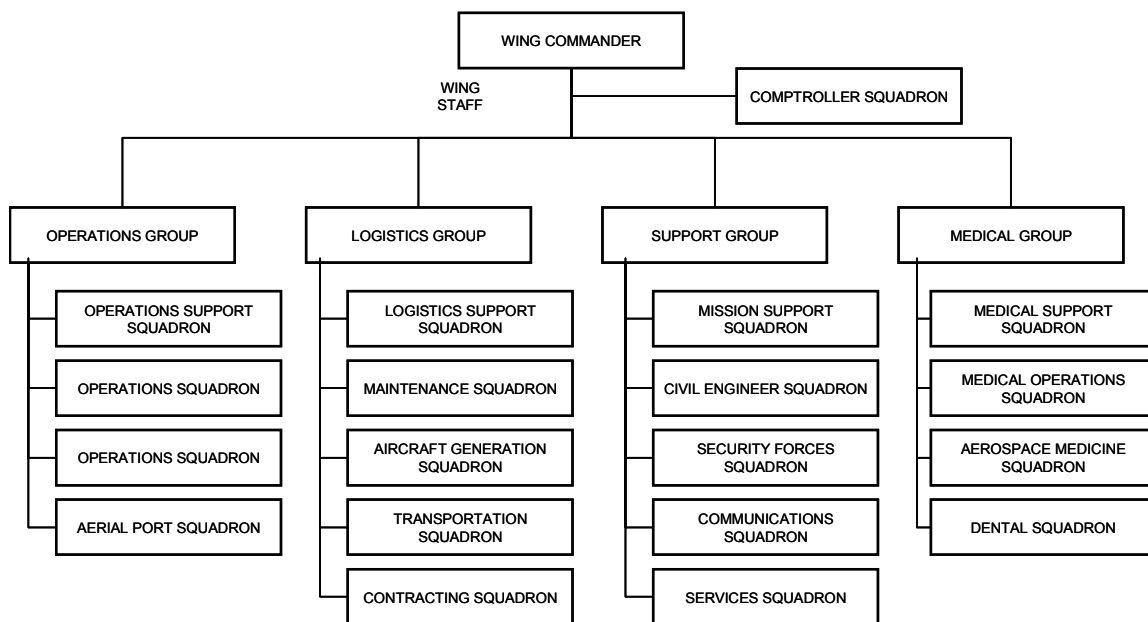 WING COMMANDER
WING
STAFF
COMPTROLLER SQUADRON
OPERATIONS GROUP
LOGISTICS GROUP
SUPPORT GROUP
MEDICAL GROUP
OPERATIONS SUPPORT
SQUADRON
OPERATIONS SQUADRON
OPERATIONS SQUADRON
AERIAL PORT SQUADRON
LOGISTICS SUPPORT
SQUADRON
MAINTENANCE SQUADRON
AIRCRAFT GENERATION
SQUADRON
TRANSPORTATION
SQUADRON
CONTRACTING SQUADRON
MISSION SUPPORT
SQUADRON
CIVIL ENGINEER SQUADRON
SECURITY FORCES
SQUADRON
COMMUNICATIONS
SQUADRON
SERVICES SQUADRON
MEDICAL SUPPORT
SQUADRON
MEDICAL OPERATIONS
SQUADRON
AEROSPACE MEDICINE
SQUADRON
DENTAL SQUADRON